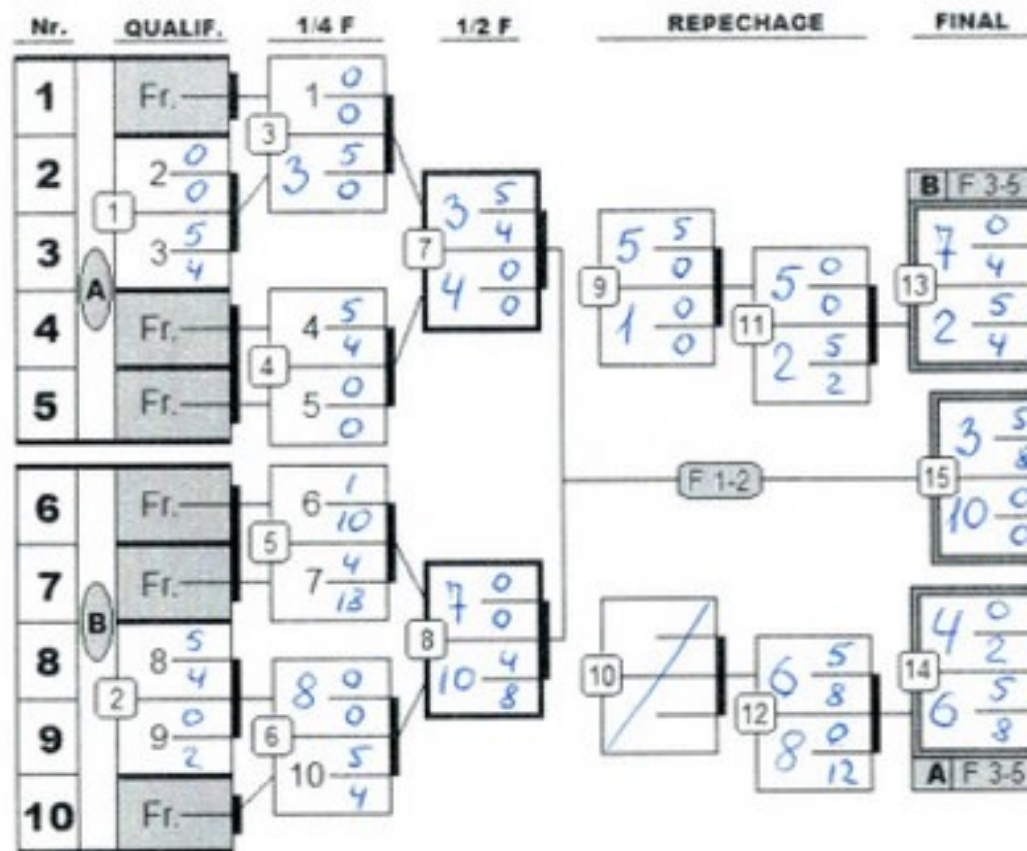 Nr. QUALIF. 1/4 F 1/2 F REPECHAGE FINAL
1 Fr. 1 0
0
3
2 2 0 3 5 B F 3-5
0 0 3 5
1 4 5 5 7 0
3 3 5 7 0 4
4 4 0 9 5 0 13
A 0 1 0 0 2 5
4 Fr. 4 5 0 11 4
4 2 5
4 2
5 Fr. 5 0 3 5
0 8
F 1-2 15
6 Fr. 6 1 10 0
10 0
5
7 Fr. 7 4 7 0 4 0
13 0 2
B 8 10 14
8 8 5 10 4 6 5 6 5
4 8 0 8 8 8
2 0 12
9 9 0 6 8 0 A F 3-5
2 10 5 12
4
10 Fr.